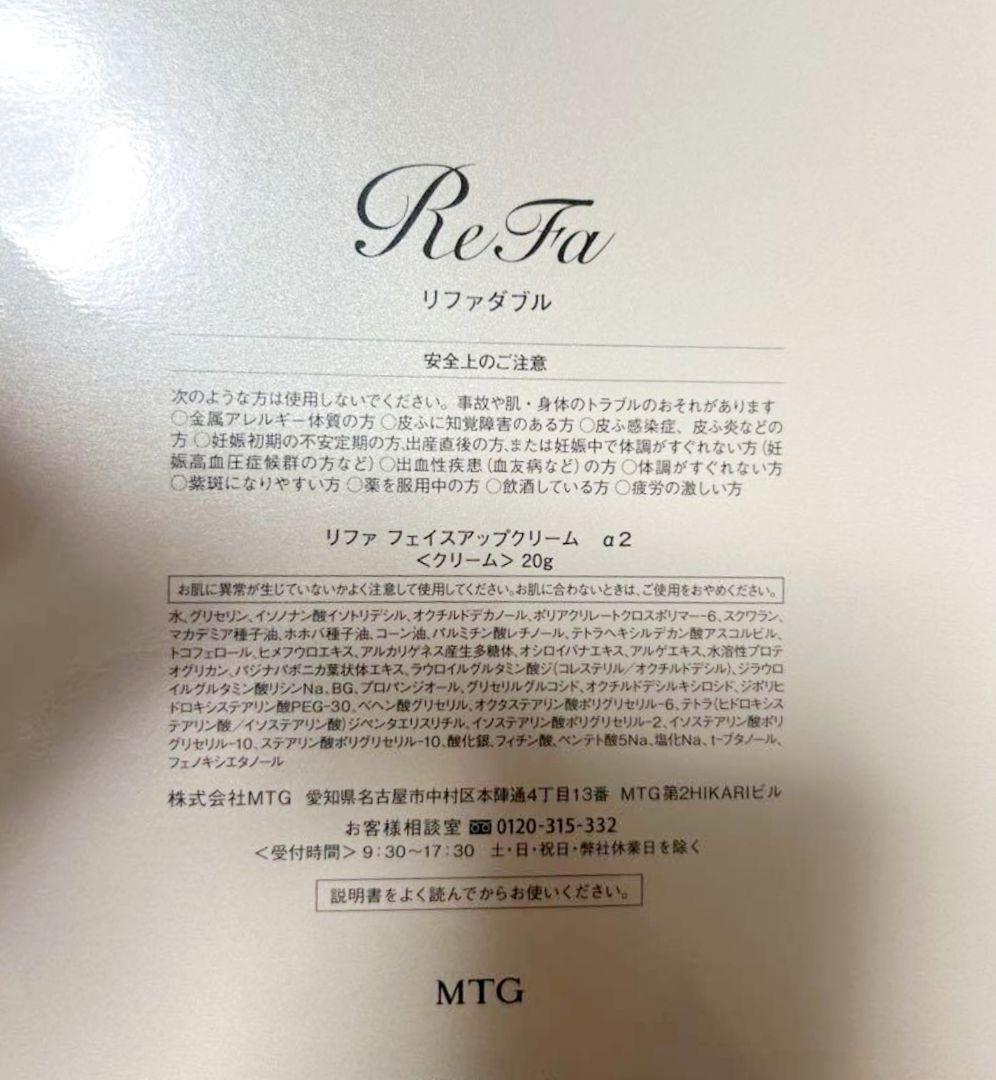 ReFa
リファダブル
安全上のご注意
次のような方は使用しないでください。事故や肌・身体のトラブルのおそれがあります
○金属アレルギー体質の方 ○皮ふに知覚障害のある方 ○皮ふ感染症、皮ふ炎などの
方 ○妊娠初期の不安定期の方、出産直後の方、または妊娠中で体調がすぐれない方（妊
娠高血圧症候群の方など）○出血性疾患（血友病など）の方 ○体調がすぐれない方
○紫斑になりやすい方 ○薬を服用中の方 ○飲酒している方 ○疲労の激しい方
リファ フェイスアップクリーム α2
＜クリーム＞ 20g
お肌に異常が生じていないかよく注意して使用してください。お肌に合わないときは、ご使用をおやめください。
水、グリセリン、イソノナン酸イソトリデシル、オクチルドデカノール、ポリアクリレートクロスポリマー-6、スクワラン、
マカデミア種子油、ホホバ種子油、コーン油、パルミチン酸レチノール、テトラヘキシルデカン酸アスコルビル、
トコフェロール、ヒメフウロエキス、アルカリゲネス産生多糖体、オシロイバナエキス、アルゲエキス、水溶性プロテ
オグリカン、パジナパボニカ葉状体エキス、ラウロイルグルタミン酸ジ（コレステリル／オクチルドデシル）、ジラウロ
イルグルタミン酸リシンNa、BG、プロパンジオール、グリセリルグルコシド、オクチルドデシルキシロシド、ジポリヒ
ドロキシステアリン酸PEG-30、ベヘン酸グリセリル、オクタステアリン酸ポリグリセリル-6、テトラ（ヒドロキシス
テアリン酸／イソステアリン酸）ジペンタエリスリチル、イソステアリン酸ポリグリセリル-2、イソステアリン酸ポリ
グリセリル-10、ステアリン酸ポリグリセリル-10、酸化銀、フィチン酸、ペンテト酸5Na、塩化Na、t-ブタノール、
フェノキシエタノール
株式会社MTG 愛知県名古屋市中村区本陣通4丁目13番 MTG第2HIKARIビル
お客様相談室 0120-315-332
＜受付時間＞ 9：30～17：30 土・日・祝日・弊社休業日を除く
説明書をよく読んでからお使いください。
MTG